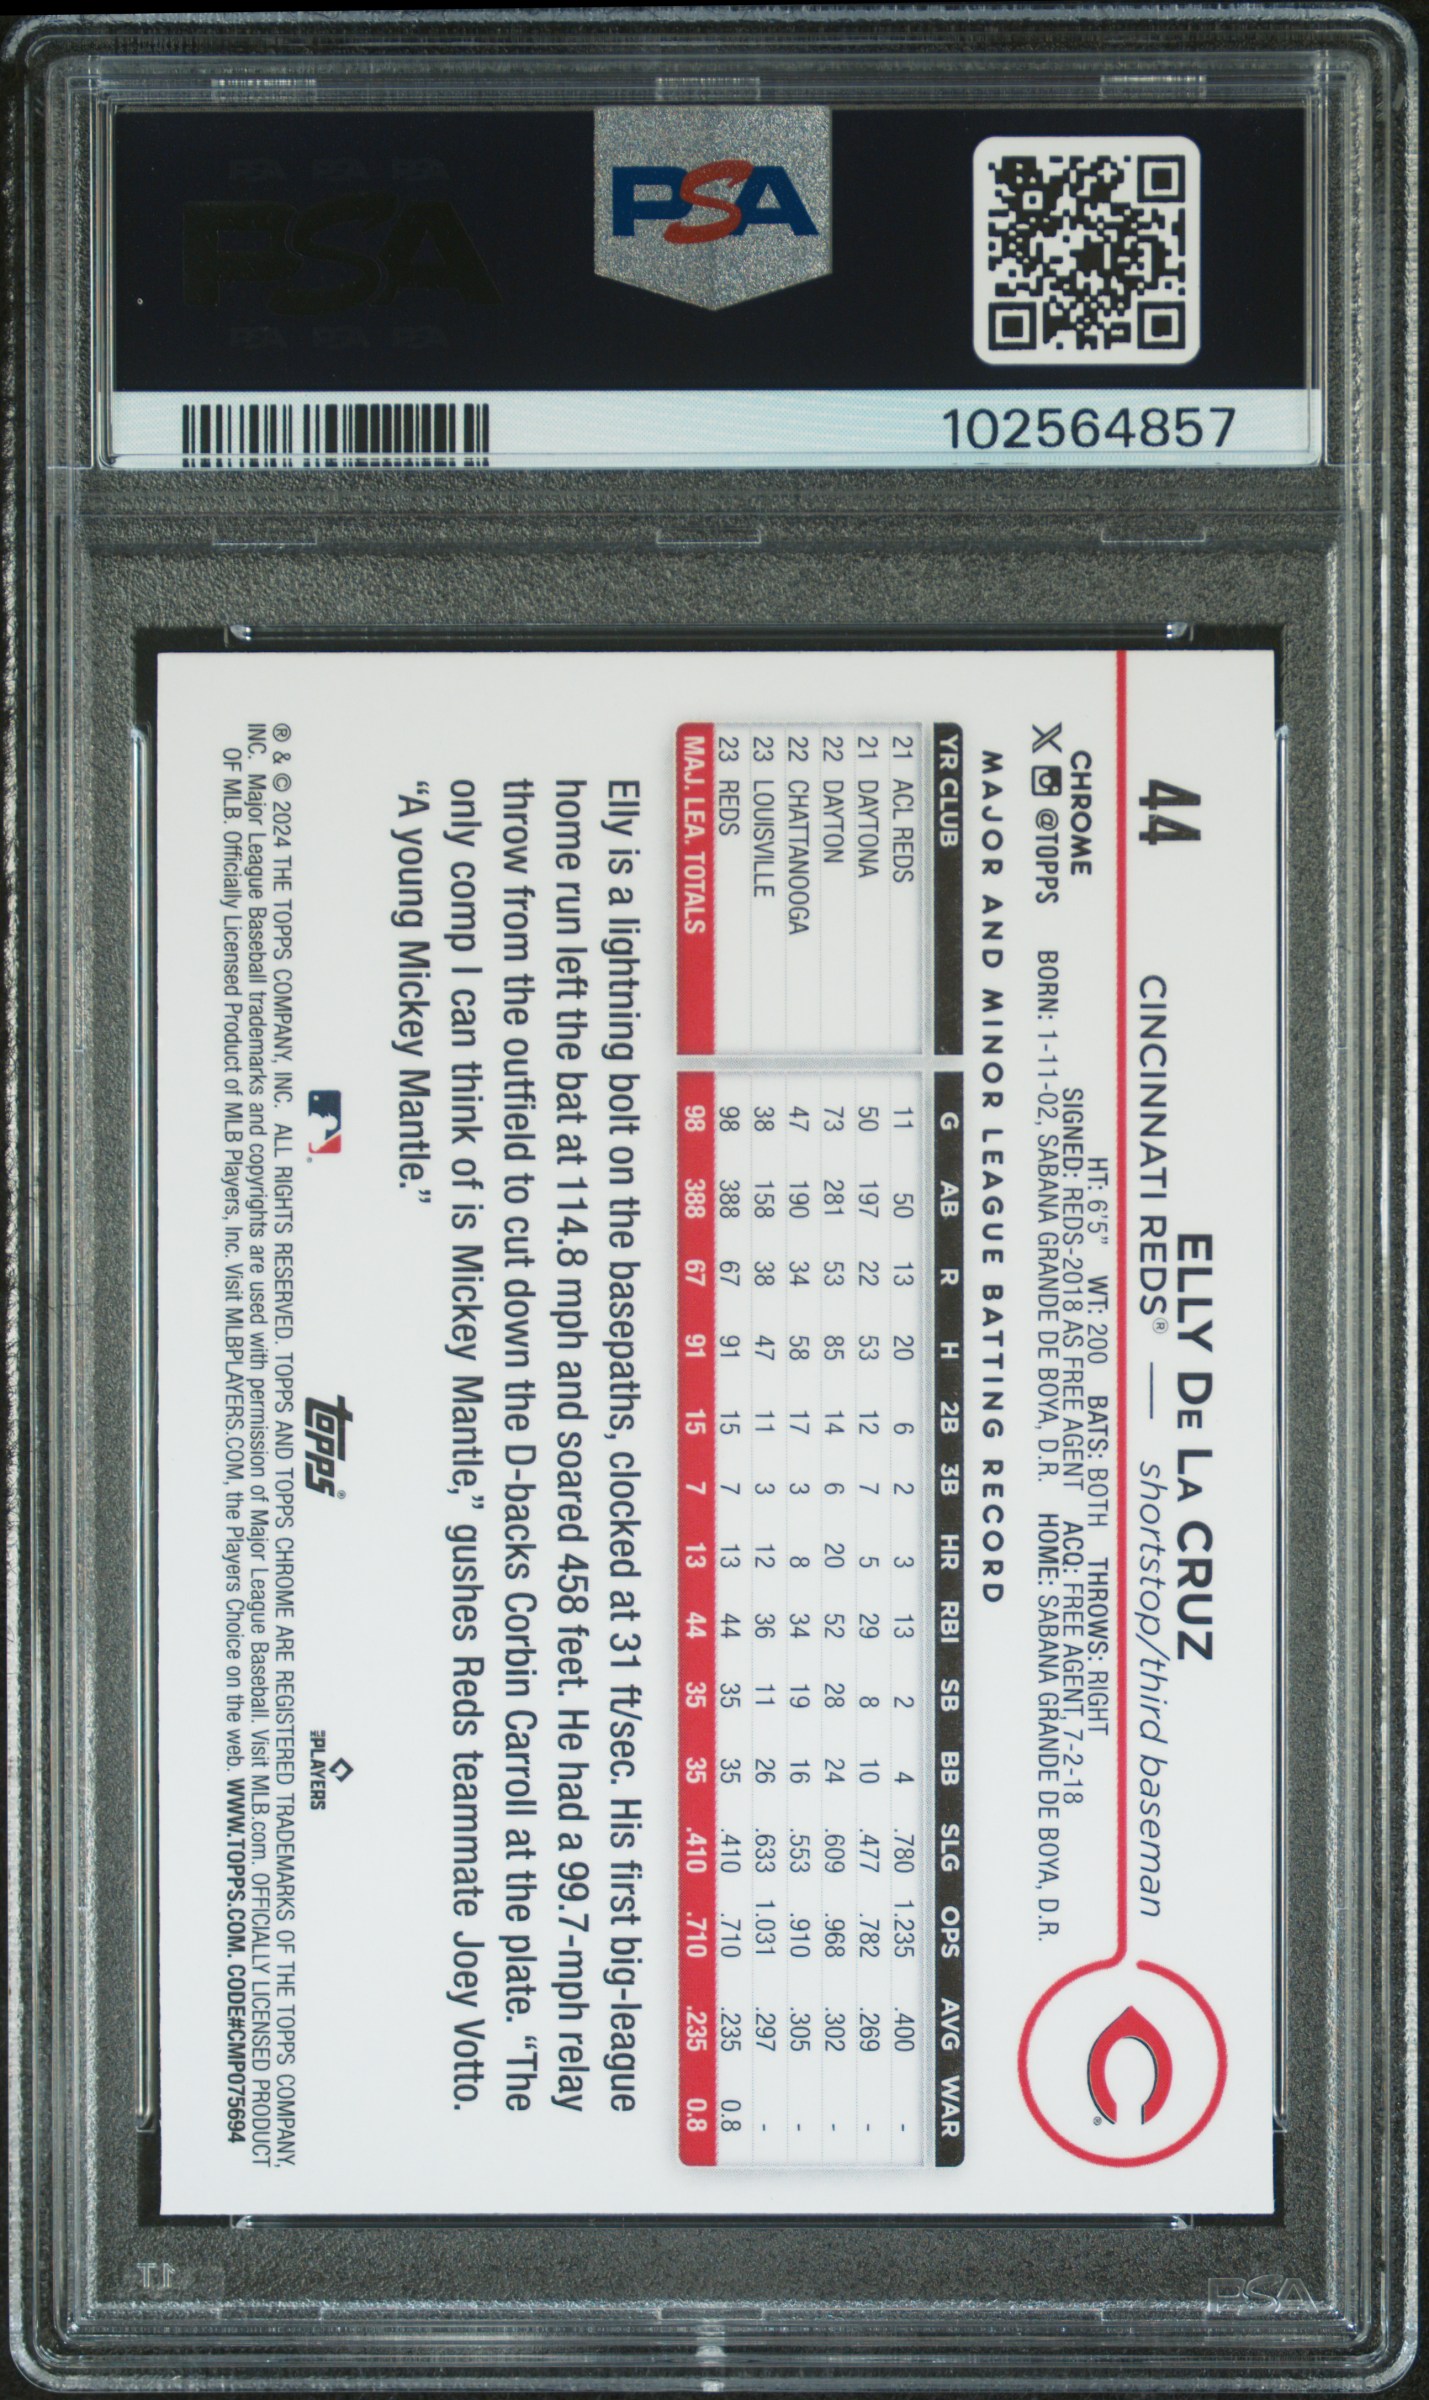 PSA PSA PSA
PSA
PSA PSA PSA
PSA
102564857
44
ELLY DE LA CRUZ
CINCINNATI REDS® — shortstop/third baseman
CHROME
X @TOPPS
HT: 6'5" WT: 200 BATS: BOTH THROWS: RIGHT
SIGNED: REDS-2018 AS FREE AGENT ACQ: FREE AGENT, 7-2-18
BORN: 1-11-02, SABANA GRANDE DE BOYA, D.R. HOME: SABANA GRANDE DE BOYA, D.R.
C®
MAJOR AND MINOR LEAGUE BATTING RECORD
YR CLUB G AB R H 2B 3B HR RBI SB BB SLG OPS AVG WAR
21 ACL REDS 11 50 13 20 6 2 3 13 2 4 .780 1.235 .400 -
21 DAYTONA 50 197 22 53 12 7 5 29 8 10 .477 .782 .269 -
22 DAYTON 73 281 53 85 14 6 20 52 28 24 .609 .968 .302 -
22 CHATTANOOGA 47 190 34 58 17 3 8 34 19 16 .553 .910 .305 -
23 LOUISVILLE 38 158 38 47 11 3 12 36 11 26 .633 1.031 .297 -
23 REDS 98 388 67 91 15 7 13 44 35 35 .410 .710 .235 0.8
MAJ. LEA. TOTALS 98 388 67 91 15 7 13 44 35 35 .410 .710 .235 0.8
Elly is a lightning bolt on the basepaths, clocked at 31 ft/sec. His first big-league
home run left the bat at 114.8 mph and soared 458 feet. He had a 99.7-mph relay
throw from the outfield to cut down the D-backs Corbin Carroll at the plate. “The
only comp I can think of is Mickey Mantle,” gushes Reds teammate Joey Votto.
“A young Mickey Mantle.”
topps®
THE PLAYERS
® & © 2024 THE TOPPS COMPANY, INC. ALL RIGHTS RESERVED. TOPPS AND TOPPS CHROME ARE REGISTERED TRADEMARKS OF THE TOPPS COMPANY,
INC. Major League Baseball trademarks and copyrights are used with permission of Major League Baseball. Visit MLB.com. OFFICIALLY LICENSED PRODUCT
OF MLB. Officially Licensed Product of MLB Players, Inc. Visit MLBPLAYERS.COM, the Players Choice on the web. WWW.TOPPS.COM. CODE#CMP075694
PSA